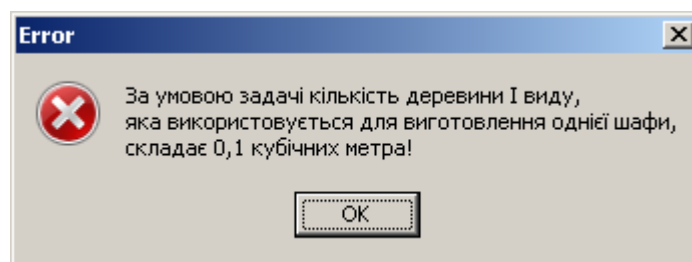 Error
За умовою задачі кількість деревини I виду,
яка використовується для виготовлення однієї шафи,
складає 0,1 кубічних метра!
OK